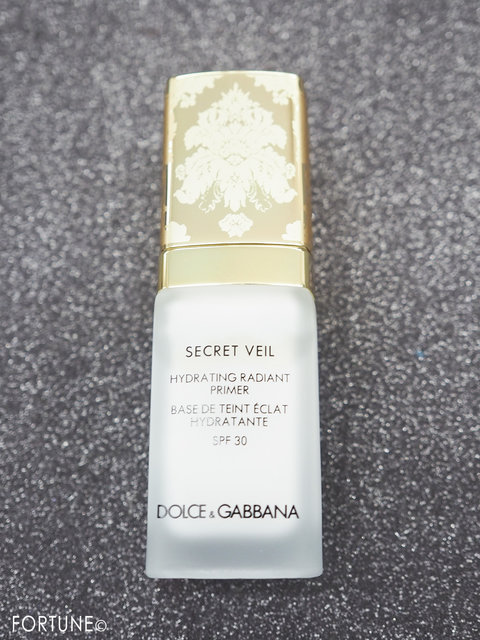 SECRET VEIL
HYDRATING RADIANT
PRIMER
BASE DE TEINT ÉCLAT
HYDRATANTE
SPF 30
DOLCE & GABBANA
FORTUNE©